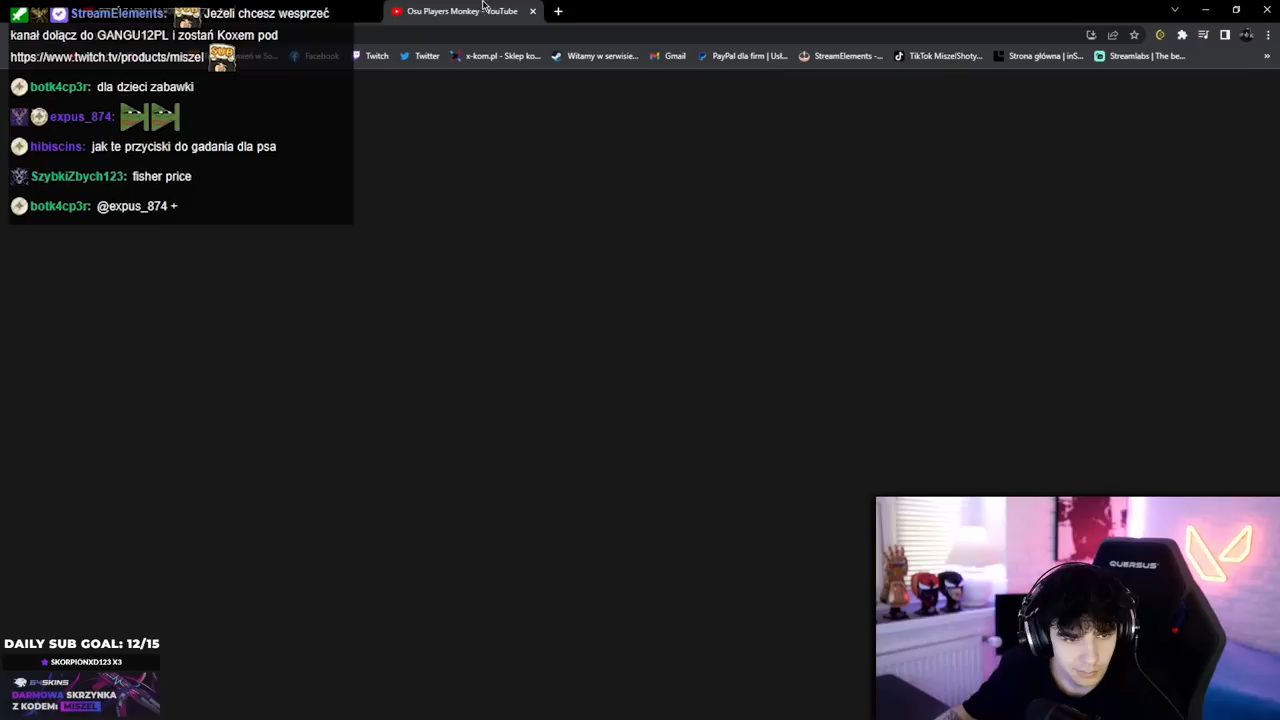 Osu Players Monkey - YouTube
StreamElements: Jeżeli chcesz wesprzeć
kanał dołącz do GANGU12PL i zostań Koxem pod
https://www.twitch.tv/products/miszel
Facebook
Twitch
Twitter
x-kom.pl - Sklep ko...
Witamy w serwisie...
Gmail
PayPal dla firm | Usł...
StreamElements -...
TikTok MiszelShoty...
Strona główna | inS...
Streamlabs | The be...
botk4cp3r: dla dzieci zabawki
expus_874:
hibiscins: jak te przyciski do gadania dla psa
SzybkiZbych123: fisher price
botk4cp3r: @expus_874 +
QUERSUS
DAILY SUB GOAL: 12/15
SKORPIONXD123 X3
64SKINS
DARMOWA SKRZYNKA
Z KODEM: MISZEL